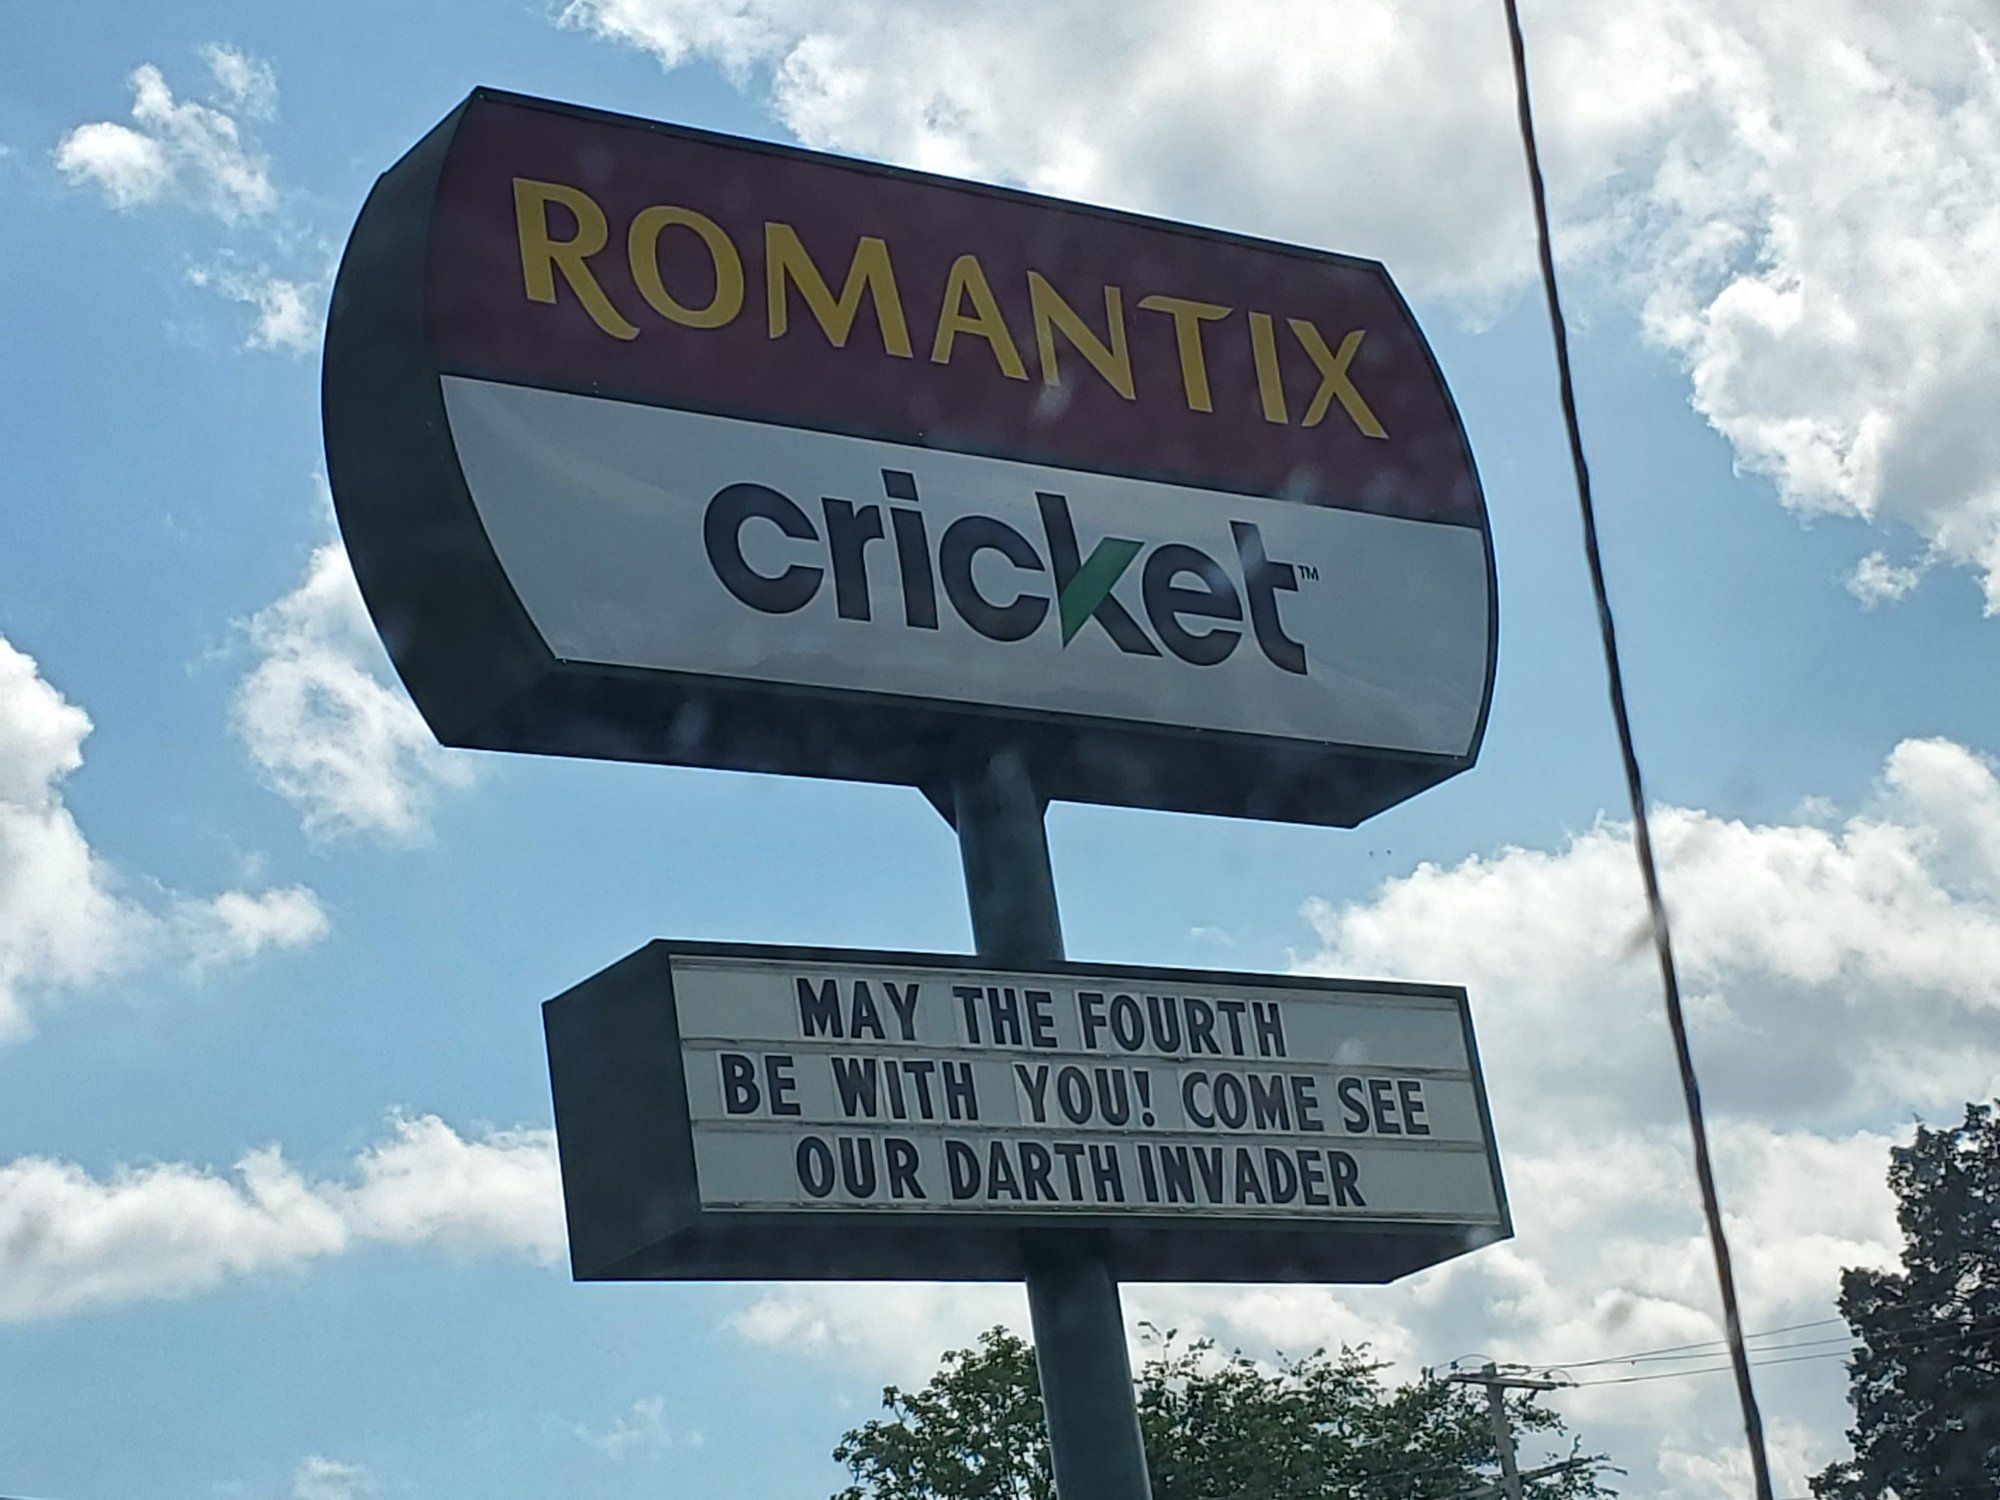 ROMANTIX
cricket™
MAY THE FOURTH
BE WITH YOU! COME SEE
OUR DARTH INVADER